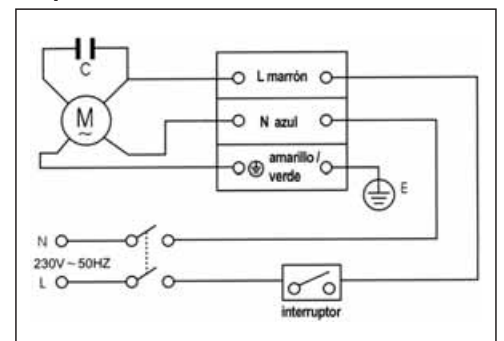 C
L marrón
M
~
N azul
amarillo /
verde
E
N
230V ~ 50HZ
L
interruptor